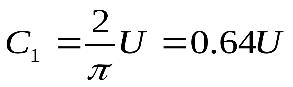 C₁ = 2/π U = 0.64U